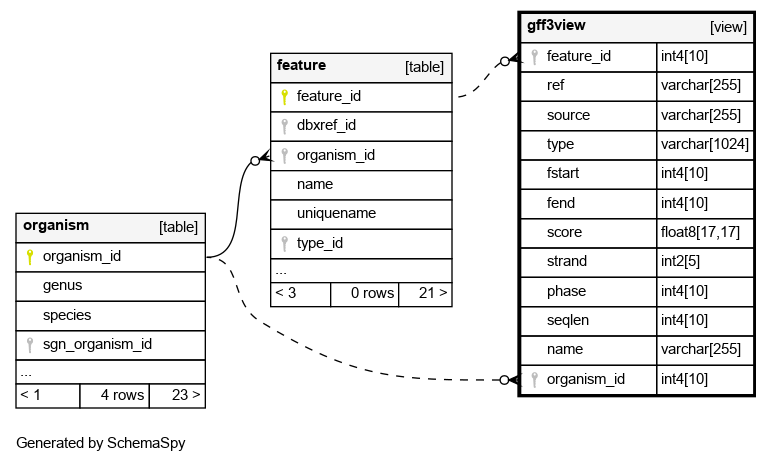 gff3view [view]
feature_id int4[10]
ref varchar[255]
source varchar[255]
type varchar[1024]
fstart int4[10]
fend int4[10]
score float8[17,17]
strand int2[5]
phase int4[10]
seqlen int4[10]
name varchar[255]
organism_id int4[10]
feature [table]
feature_id
dbxref_id
organism_id
name
uniquename
type_id
...
< 3 0 rows 21 >
organism [table]
organism_id
genus
species
sgn_organism_id
...
< 1 4 rows 23 >
Generated by SchemaSpy